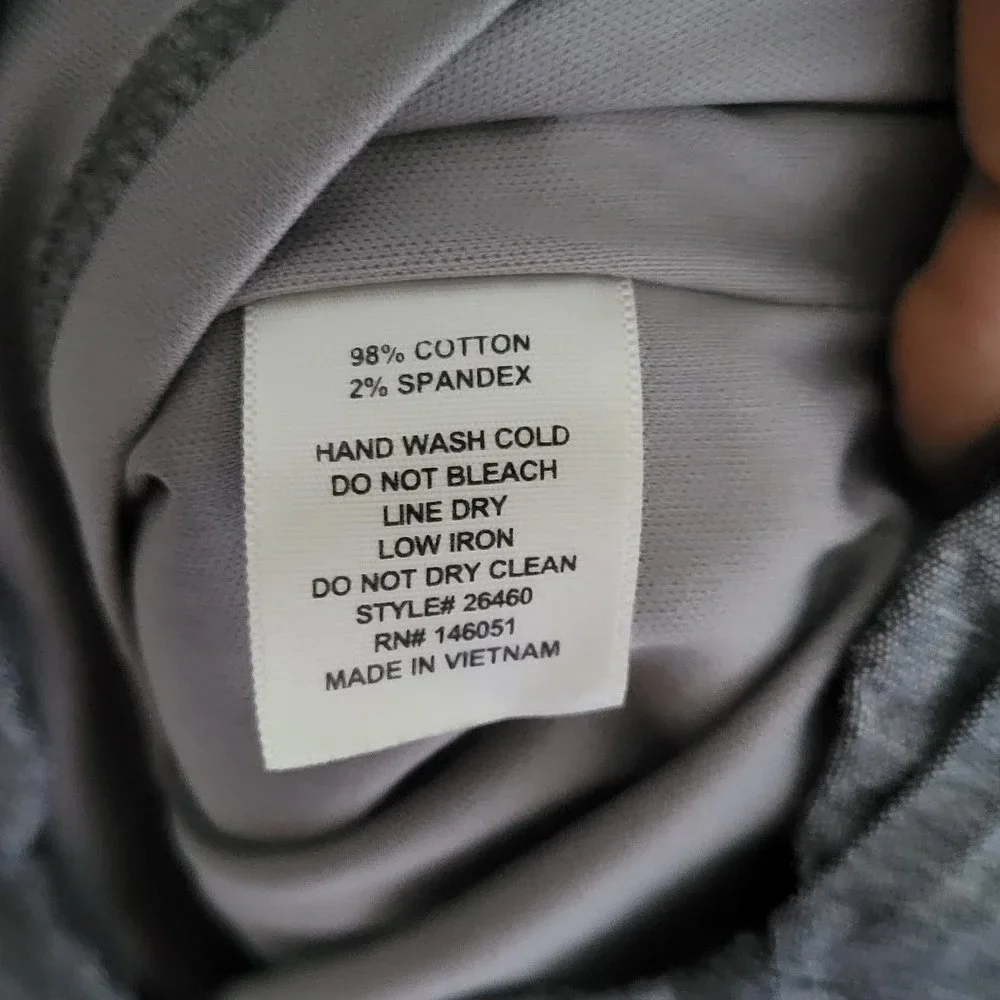 98% COTTON
2% SPANDEX
HAND WASH COLD
DO NOT BLEACH
LINE DRY
LOW IRON
DO NOT DRY CLEAN
STYLE# 26460
RN# 146051
MADE IN VIETNAM